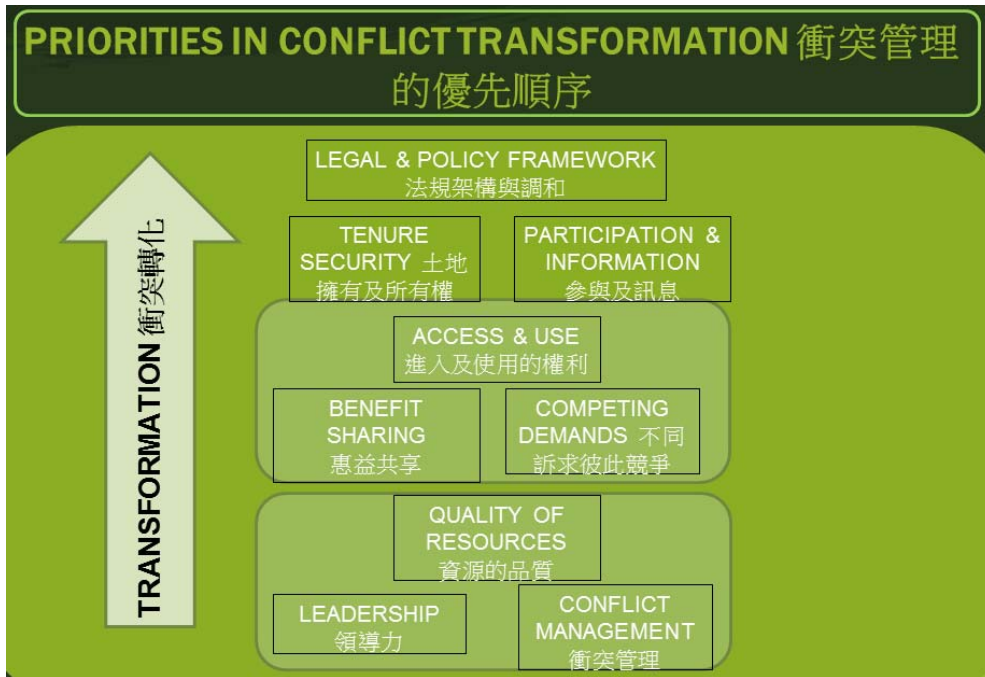 PRIORITIES IN CONFLICT TRANSFORMATION 衝突管理
的優先順序
TRANSFORMATION 衝突轉化
LEGAL & POLICY FRAMEWORK
法規架構與調和
TENURE
SECURITY 土地
擁有及所有權
PARTICIPATION &
INFORMATION
參與及訊息
ACCESS & USE
進入及使用的權利
BENEFIT
SHARING
惠益共享
COMPETING
DEMANDS 不同
訴求彼此競爭
QUALITY OF
RESOURCES
資源的品質
LEADERSHIP
領導力
CONFLICT
MANAGEMENT
衝突管理